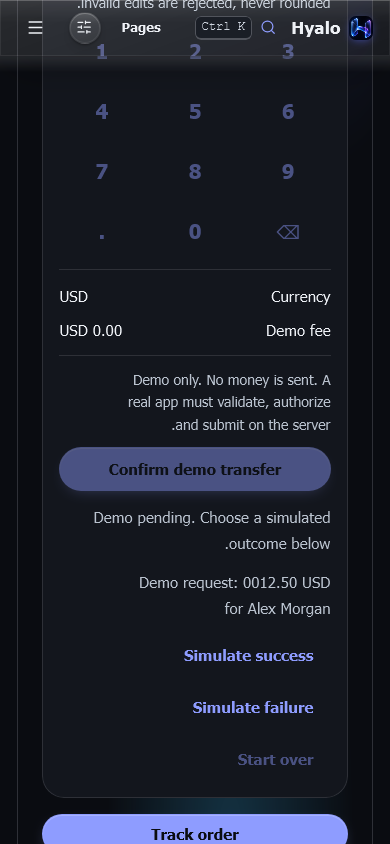 .Invalid edits are rejected, never rounded
Pages
Ctrl K
Hyalo
1 2 3
4 5 6
7 8 9
. 0 ⌫
USD Currency
USD 0.00 Demo fee
Demo only. No money is sent. A
real app must validate, authorize
.and submit on the server
Confirm demo transfer
Demo pending. Choose a simulated
.outcome below
Demo request: 0012.50 USD
for Alex Morgan
Simulate success
Simulate failure
Start over
Track order